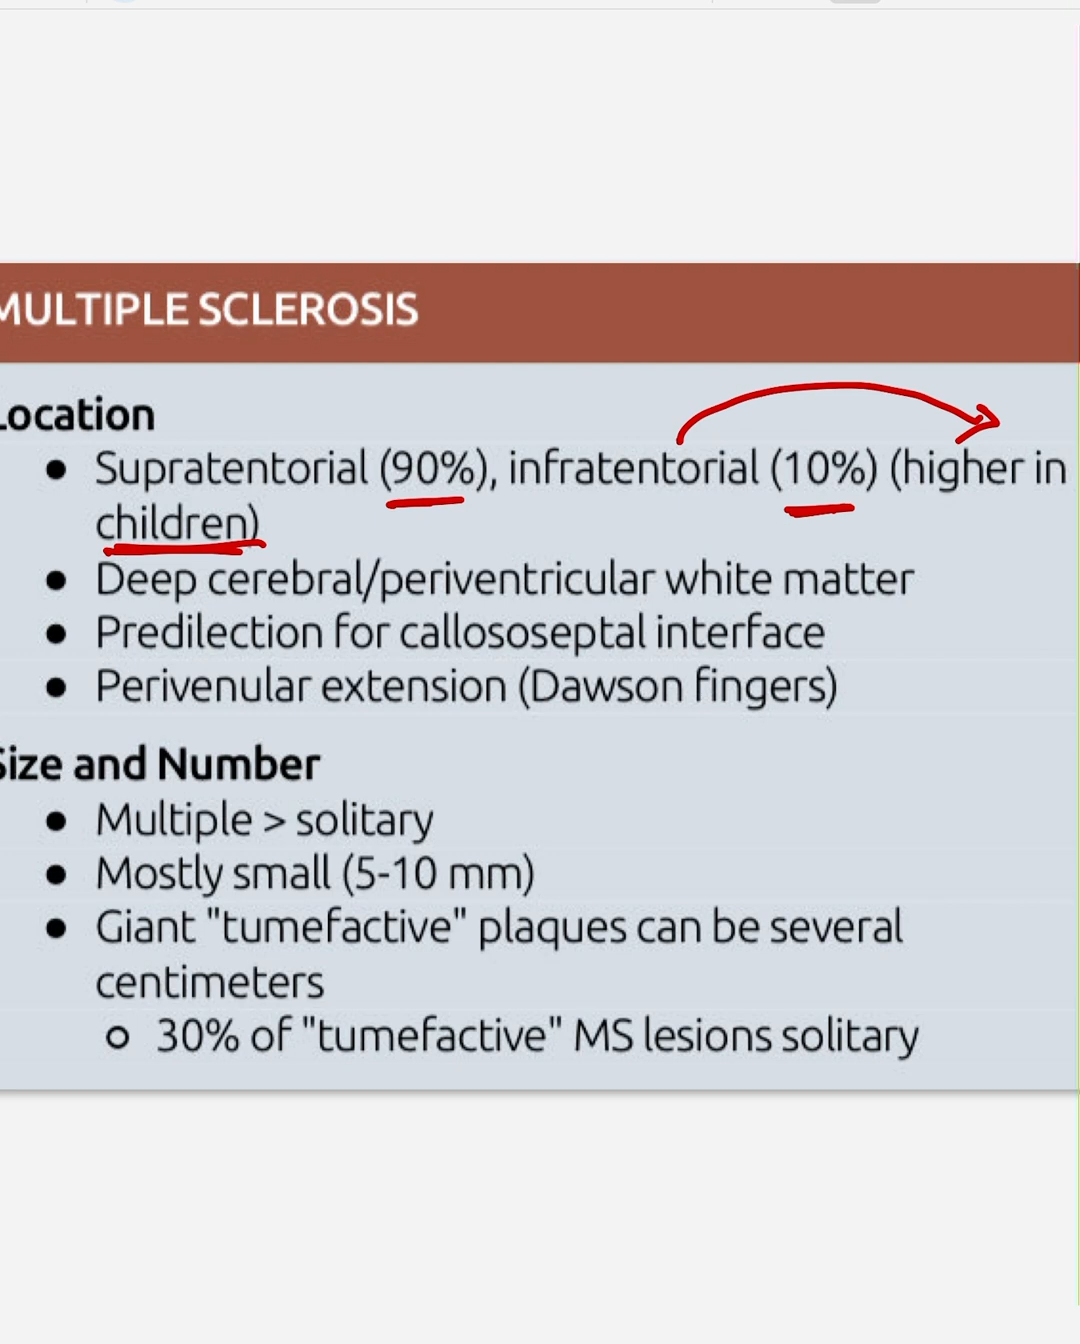 MULTIPLE SCLEROSIS
Location
● Supratentorial (90%), infratentorial (10%) (higher in
children)
● Deep cerebral/periventricular white matter
● Predilection for callososeptal interface
● Perivenular extension (Dawson fingers)
Size and Number
● Multiple > solitary
● Mostly small (5-10 mm)
● Giant "tumefactive" plaques can be several
centimeters
○ 30% of "tumefactive" MS lesions solitary